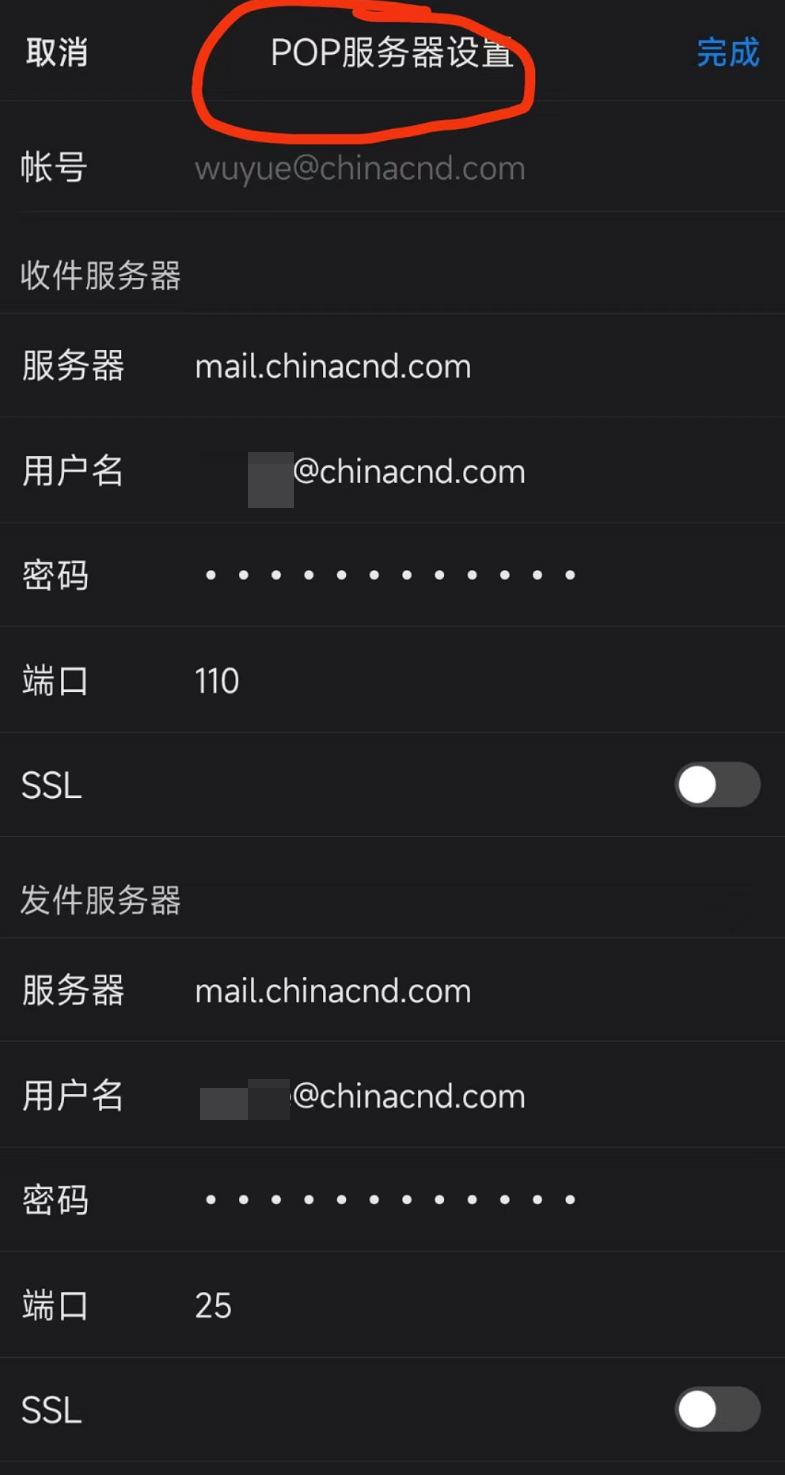 取消 POP服务器设置 完成
帐号 wuyue@chinacnd.com
收件服务器
服务器 mail.chinacnd.com
用户名 @chinacnd.com
密码 ••••••••••••
端口 110
SSL
发件服务器
服务器 mail.chinacnd.com
用户名 @chinacnd.com
密码 ••••••••••••
端口 25
SSL